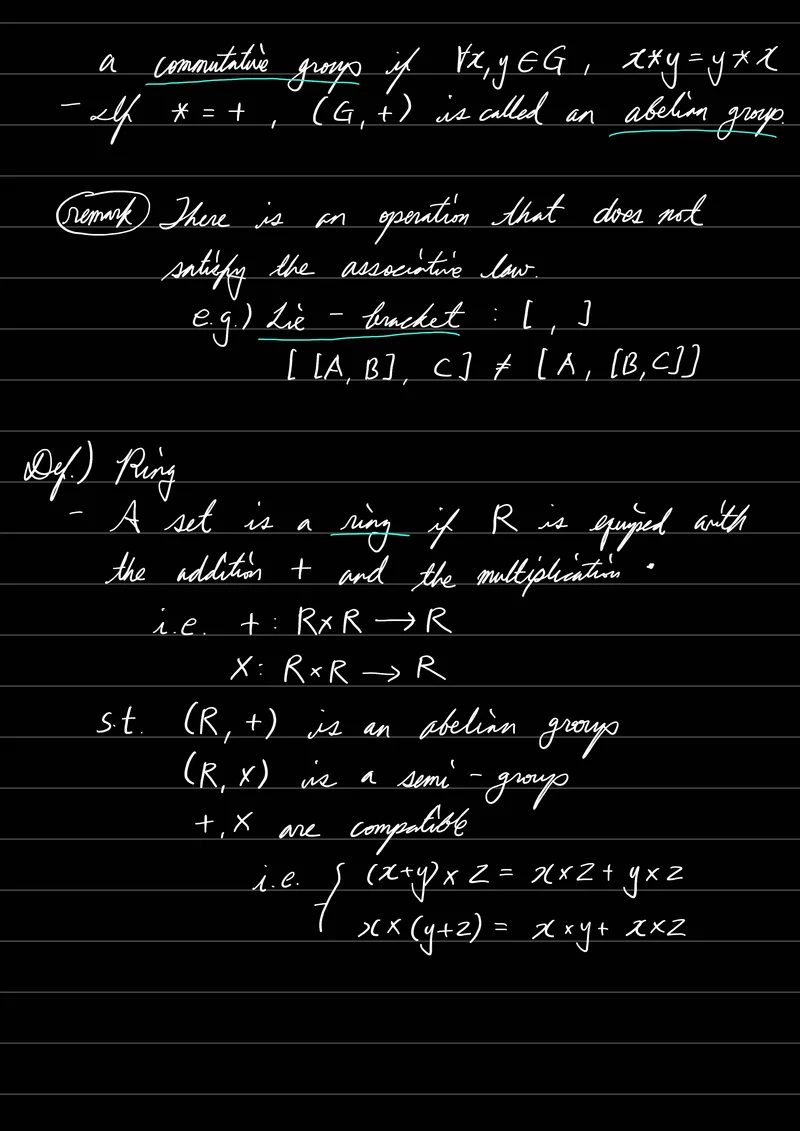 a commutative group if ∀x, y ∈ G, x * y = y * x
- If * = +, (G, +) is called an abelian group.
remark There is an operation that does not
satisfy the associative law.
e.g.) Lie - bracket : [ , ]
[ [A, B], C ] ≠ [A, [B, C]]
Def.) Ring
- A set is a ring if R is equiped with
the addition + and the multiplication ·
i.e. + : R × R → R
× : R × R → R
s.t. (R, +) is an abelian group
(R, ×) is a semi - group
+, × are compatible
i.e. { (x+y) × z = x × z + y × z
x × (y+z) = x × y + x × z